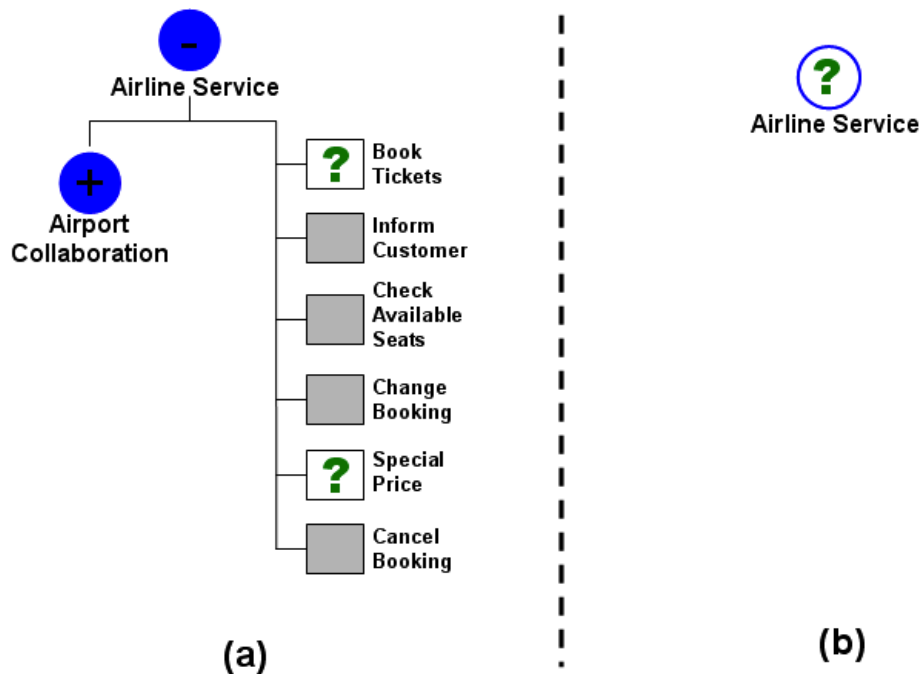 -
Airline Service
+
Airport
Collaboration
?
Book
Tickets
Inform
Customer
Check
Available
Seats
Change
Booking
?
Special
Price
Cancel
Booking
(a)
?
Airline Service
(b)